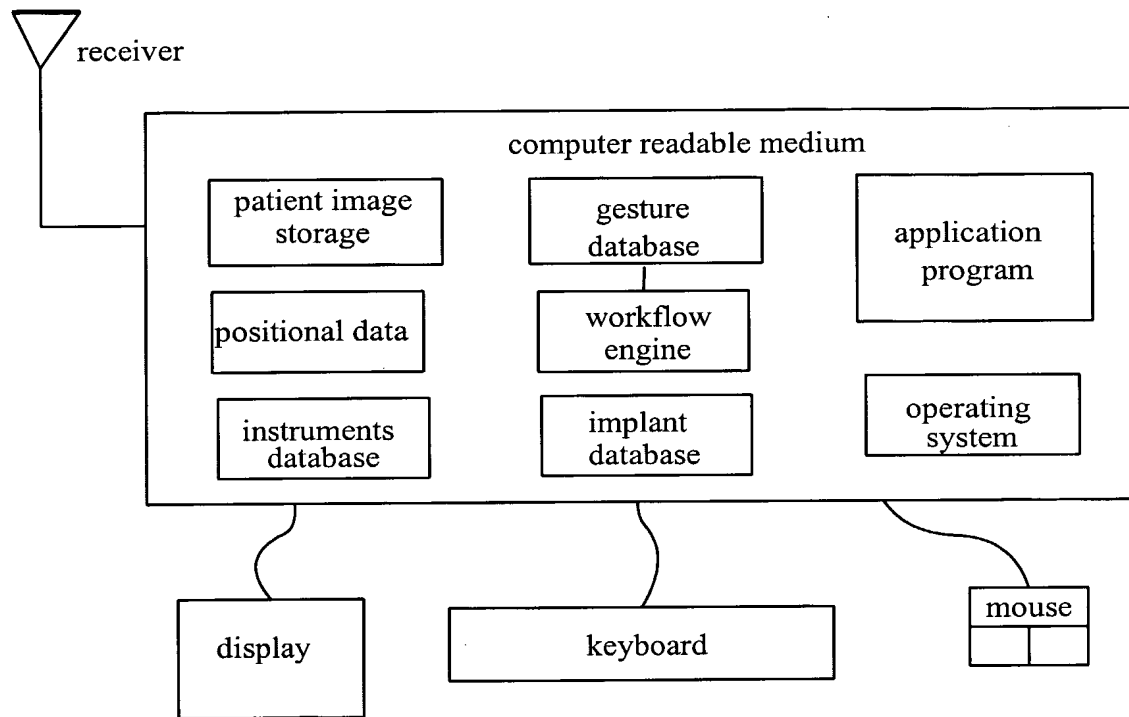 receiver
computer readable medium
patient image
storage
gesture
database
application
program
positional data
workflow
engine
instruments
database
implant
database
operating
system
display
keyboard
mouse